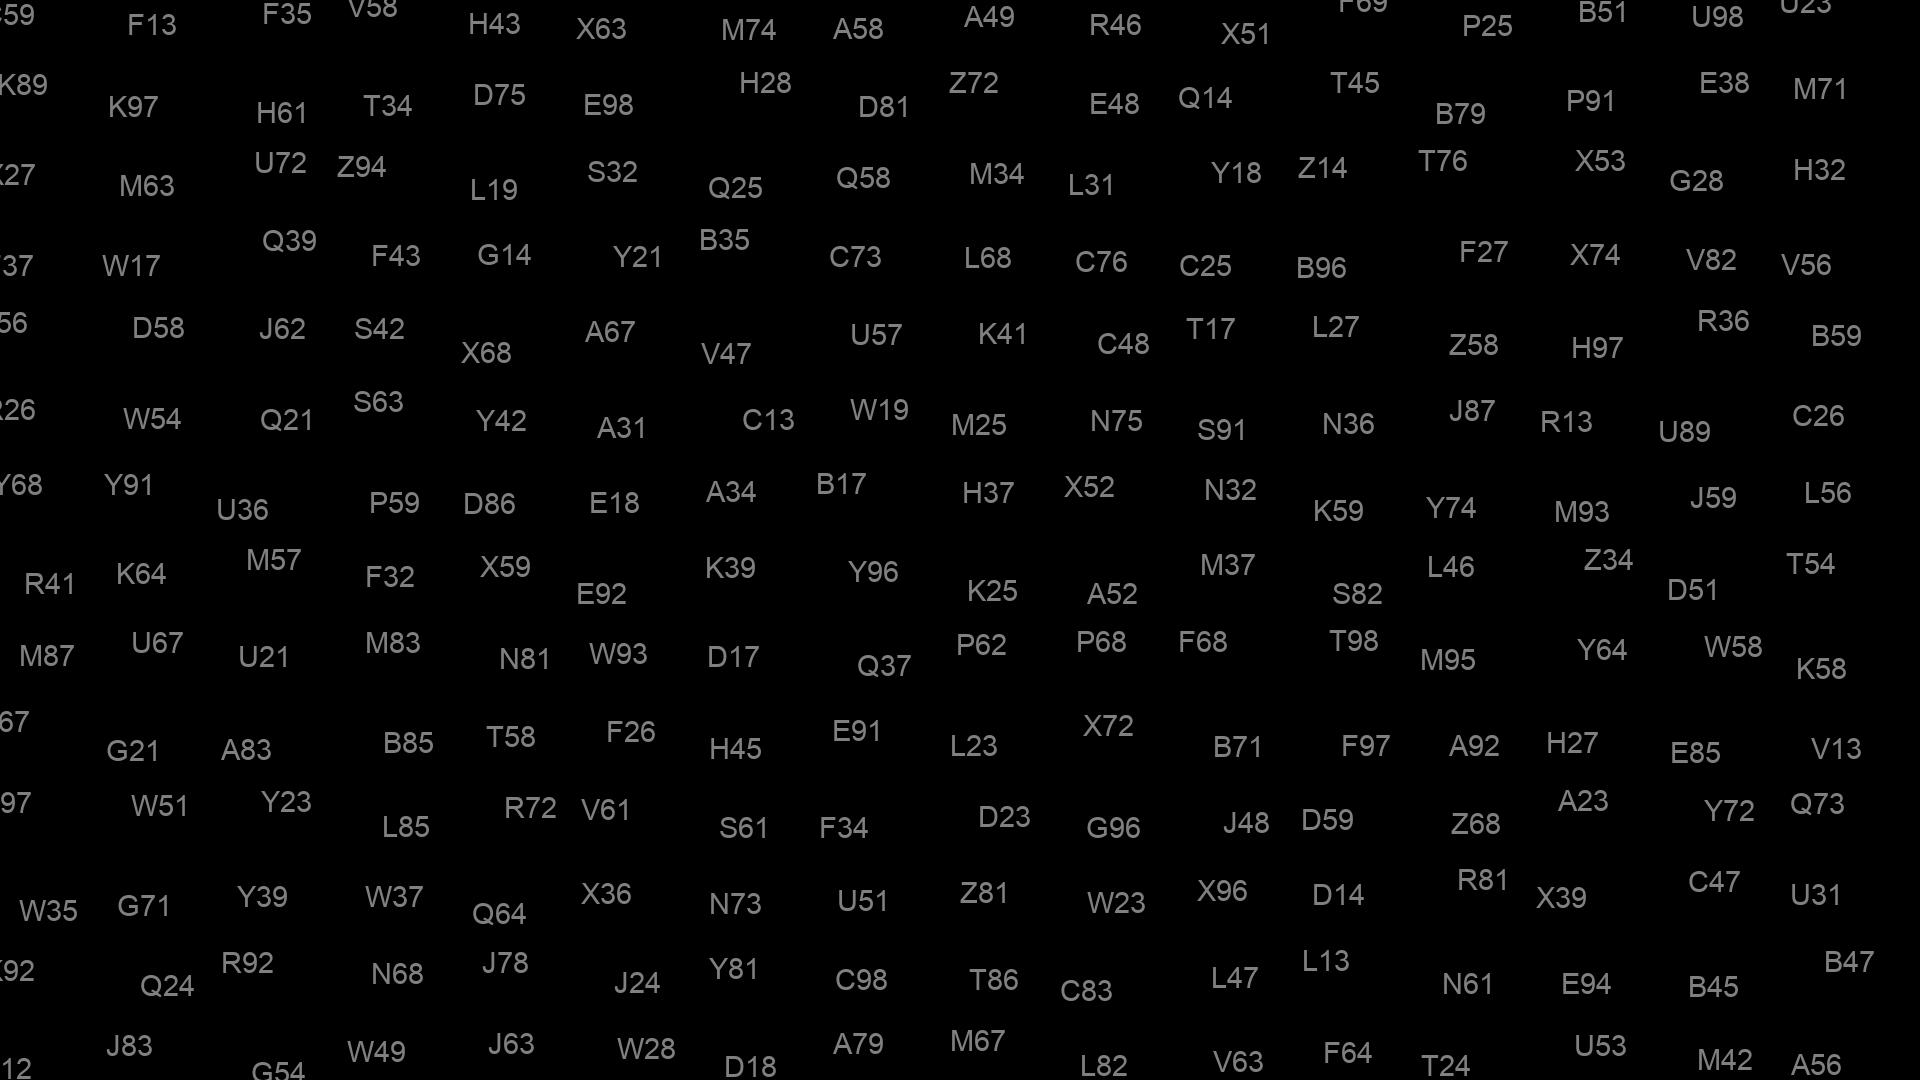 F13 F35 V58 H43 X63 M74 A58 A49 R46 X51 F69 P25 B51 U98 U23
K89 K97 H61 T34 D75 E98 H28 D81 Z72 E48 Q14 T45 B79 P91 E38 M71
M63 U72 Z94 L19 S32 Q25 Q58 M34 L31 Y18 Z14 T76 X53 G28 H32
W17 Q39 F43 G14 Y21 B35 C73 L68 C76 C25 B96 F27 X74 V82 V56
D58 J62 S42 X68 A67 V47 U57 K41 C48 T17 L27 Z58 H97 R36 B59
W54 Q21 S63 Y42 A31 C13 W19 M25 N75 S91 N36 J87 R13 U89 C26
Y68 Y91 U36 P59 D86 E18 A34 B17 H37 X52 N32 K59 Y74 M93 J59 L56
R41 K64 M57 F32 X59 E92 K39 Y96 K25 A52 M37 S82 L46 Z34 D51 T54
M87 U67 U21 M83 N81 W93 D17 Q37 P62 P68 F68 T98 M95 Y64 W58 K58
67 G21 A83 B85 T58 F26 H45 E91 L23 X72 B71 F97 A92 H27 E85 V13
97 W51 Y23 L85 R72 V61 S61 F34 D23 G96 J48 D59 Z68 A23 Y72 Q73
W35 G71 Y39 W37 Q64 X36 N73 U51 Z81 W23 X96 D14 R81 X39 C47 U31
Q24 R92 N68 J78 J24 Y81 C98 T86 C83 L47 L13 N61 E94 B45 B47
12 J83 G54 W49 J63 W28 D18 A79 M67 L82 V63 F64 T24 U53 M42 A56